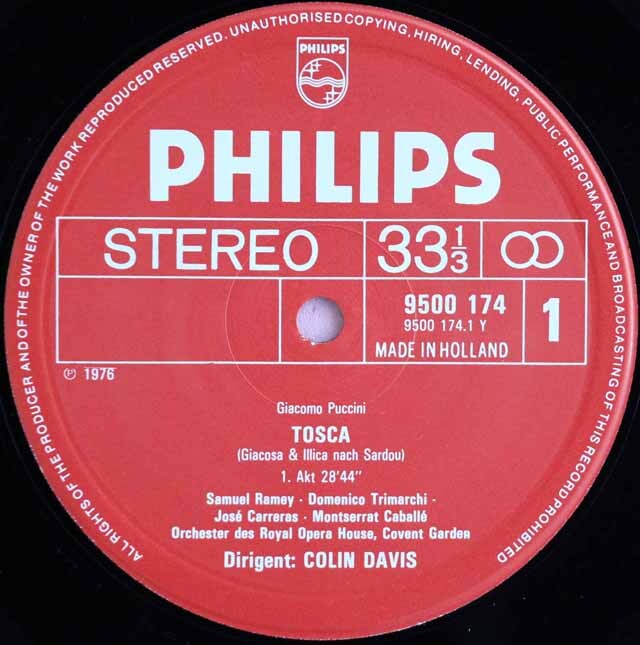 ALL RIGHTS OF THE PRODUCER AND OF THE OWNER OF THE WORK REPRODUCED RESERVED. UNAUTHORISED COPYING, HIRING, LENDING, PUBLIC PERFORMANCE AND BROADCASTING OF THIS RECORD PROHIBITED
PHILIPS
PHILIPS
STEREO 33 1/3
9500 174
9500 174.1 Y
1
MADE IN HOLLAND
℗ 1976
Giacomo Puccini
TOSCA
(Giacosa & Illica nach Sardou)
1. Akt 28'44"
Samuel Ramey · Domenico Trimarchi ·
José Carreras · Montserrat Caballé
Orchester des Royal Opera House, Covent Garden
Dirigent: COLIN DAVIS